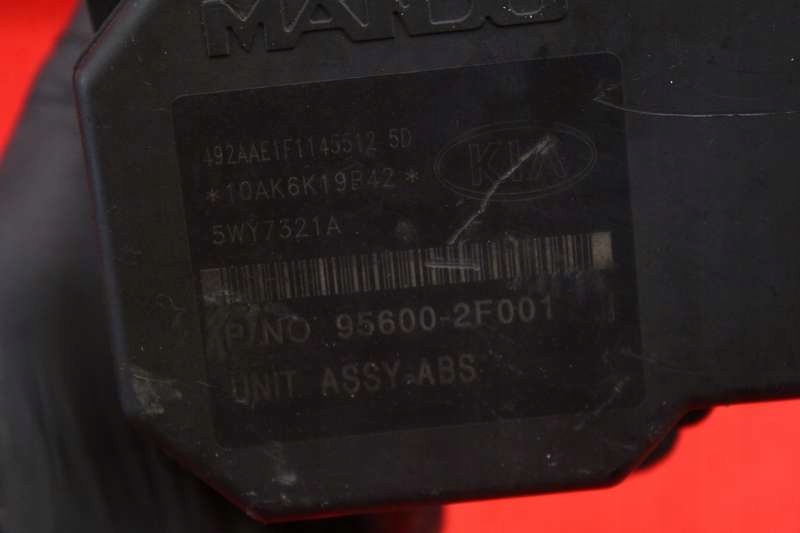 MANDO
492AAE1F1145512 5D
KIA
*10AK6K19B42*
5WY7321A
P/NO 95600-2F001
UNIT ASSY-ABS